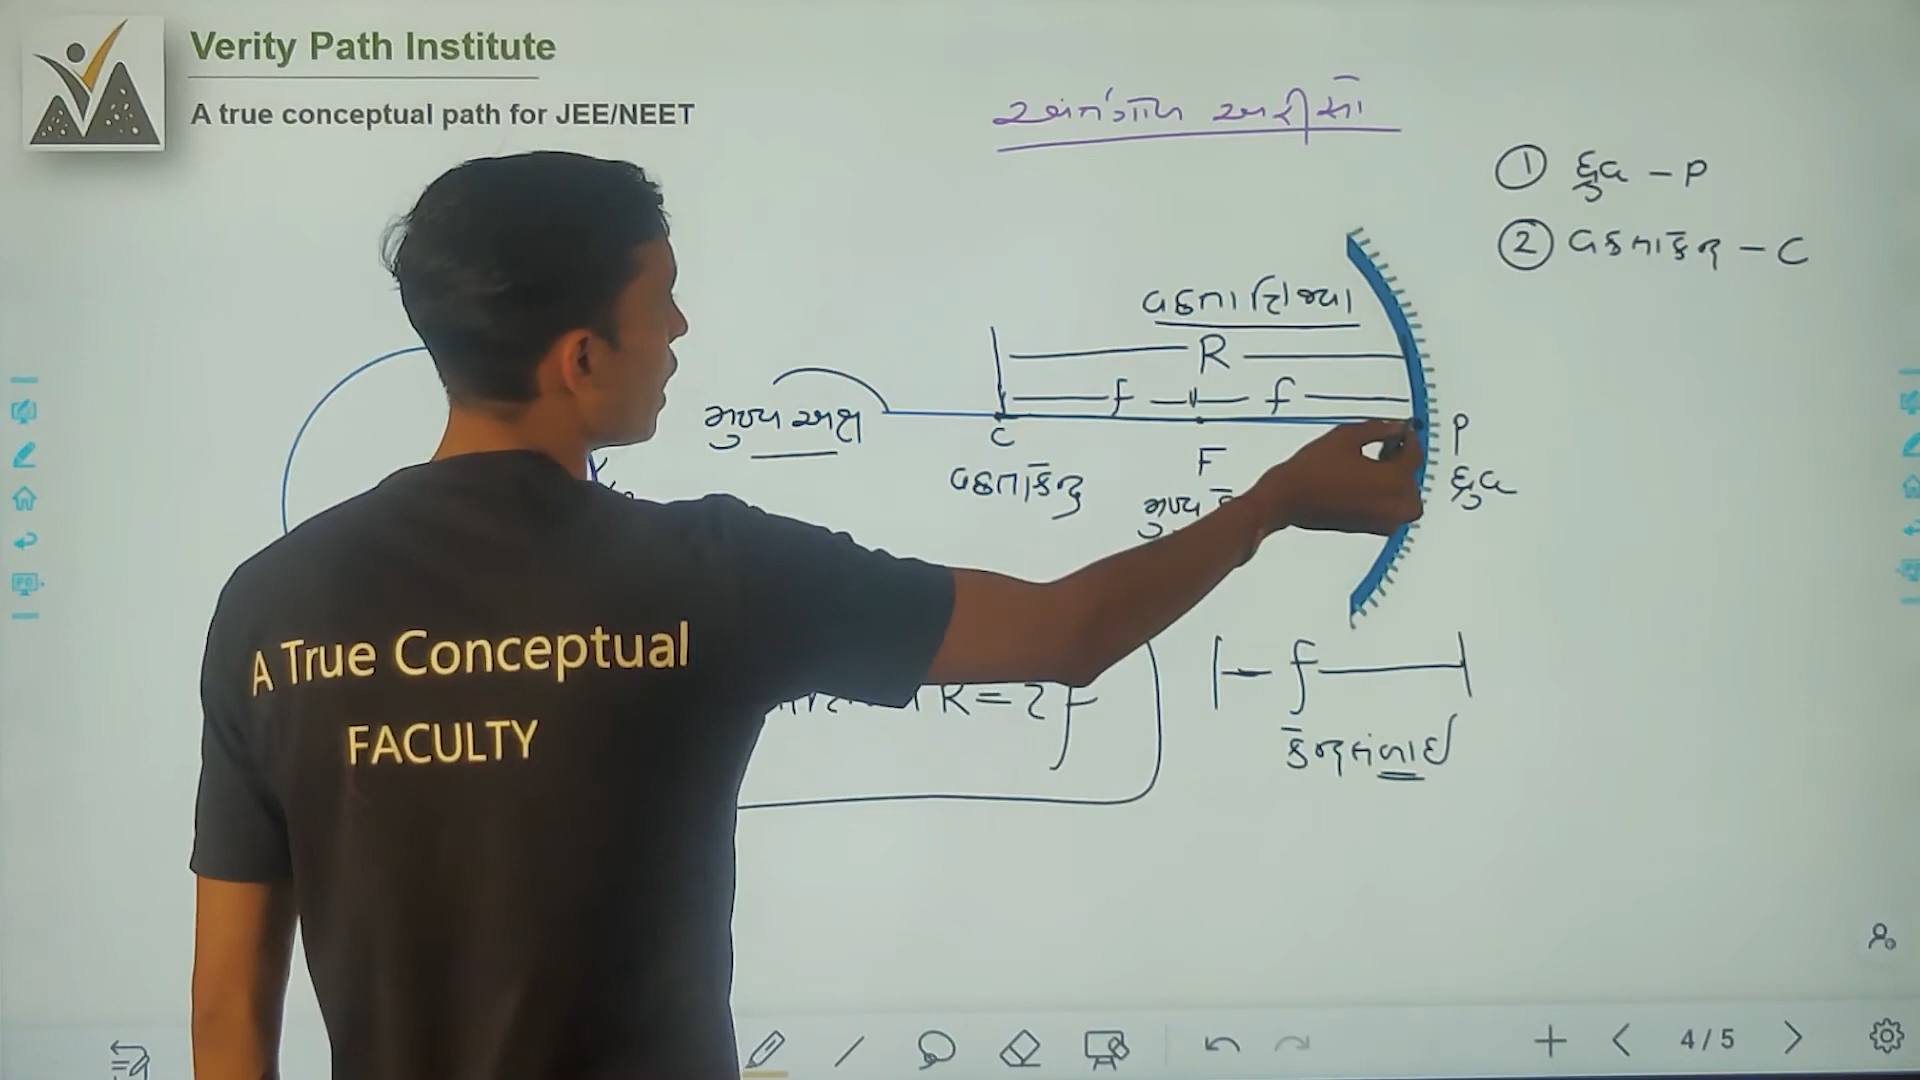 Verity Path Institute
A true conceptual path for JEE/NEET
અંતર્ગોળ અરીસો
① ધ્રુવ – P
② વક્રતાકેન્દ્ર – C
વક્રતાત્રિજ્યા
R
f f
મુખ્ય અક્ષ
C
P
વક્રતાકેન્દ્ર
F
મુખ્ય
ધ્રુવ
R = 2f
f
કેન્દ્રલંબાઈ
A True Conceptual
FACULTY
4/5